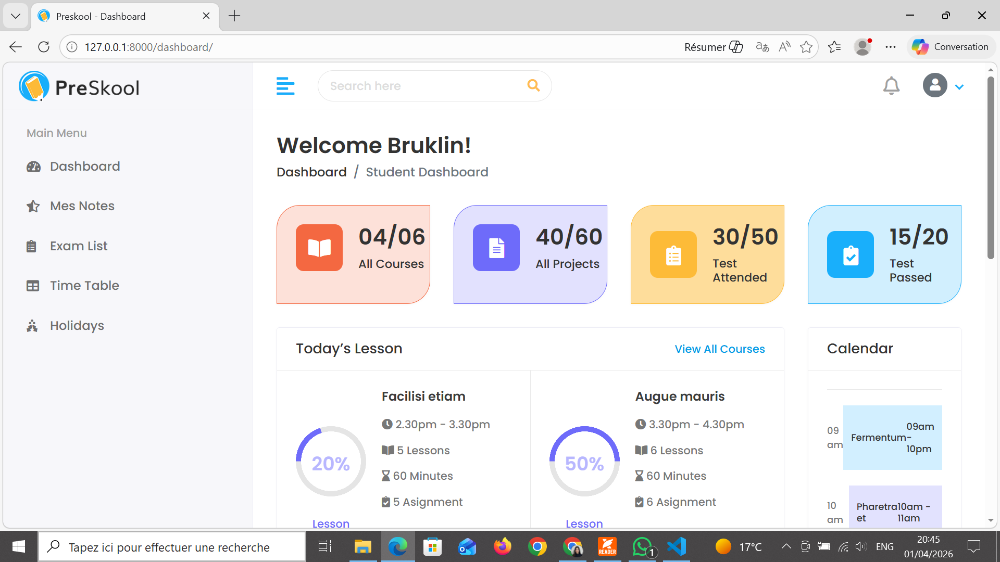 Preskool - Dashboard
127.0.0.1:8000/dashboard/
Résumer
Conversation
PreSkool
Search here
Main Menu
Dashboard
Mes Notes
Exam List
Time Table
Holidays
Welcome Bruklin!
Dashboard / Student Dashboard
04/06
All Courses
40/60
All Projects
30/50
Test
Attended
15/20
Test
Passed
Today’s Lesson
View All Courses
Facilisi etiam
2.30pm - 3.30pm
5 Lessons
60 Minutes
5 Asignment
20%
Lesson
Augue mauris
3.30pm - 4.30pm
6 Lessons
60 Minutes
6 Asignment
50%
Lesson
Calendar
09
am
Fermentum
09am
-
10pm
10
am
Pharetra
et
10am -
11am
Tapez ici pour effectuer une recherche
READER
1
17°C
ENG
20:45
01/04/2026